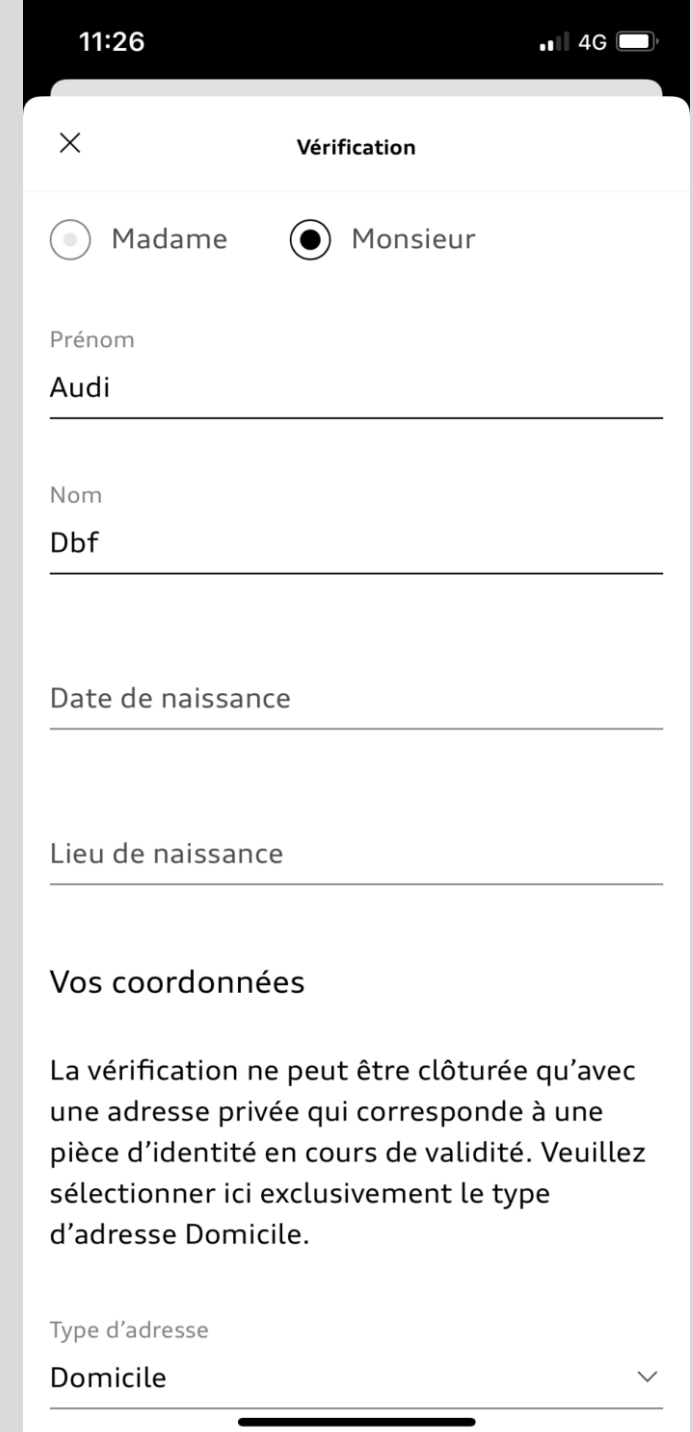 11:26 4G
Vérification
Madame Monsieur
Prénom
Audi
Nom
Dbf
Date de naissance
Lieu de naissance
Vos coordonnées
La vérification ne peut être clôturée qu’avec
une adresse privée qui corresponde à une
pièce d’identité en cours de validité. Veuillez
sélectionner ici exclusivement le type
d’adresse Domicile.
Type d’adresse
Domicile